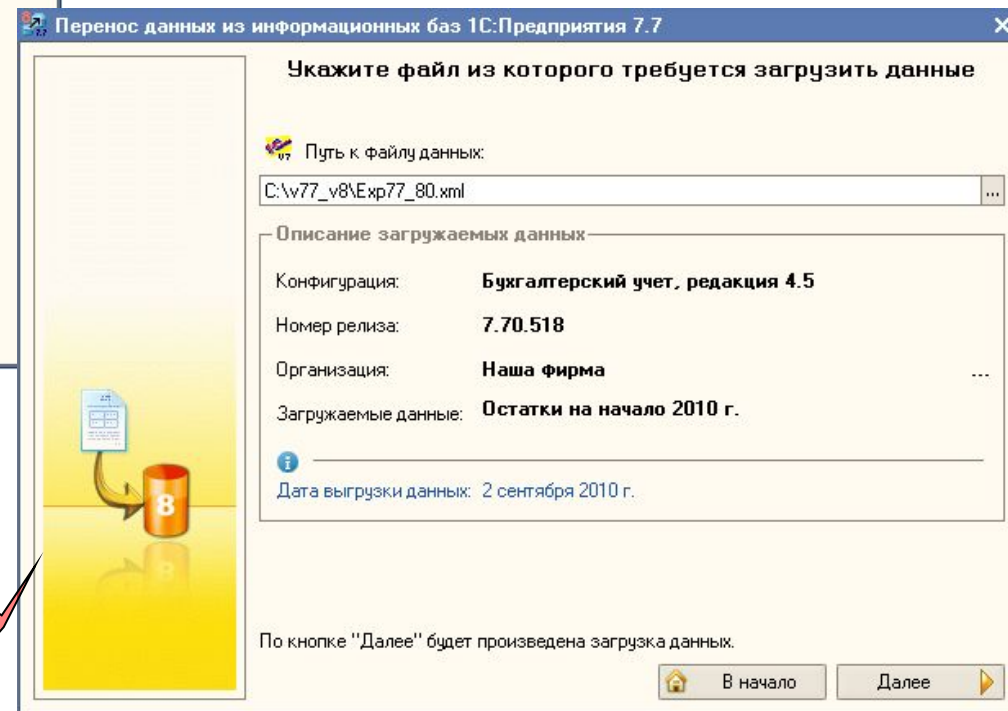 Перенос данных из информационных баз 1С:Предприятия 7.7
Укажите файл из которого требуется загрузить данные
Путь к файлу данных:
C:\v77_v8\Exp77_80.xml
...
Описание загружаемых данных
Конфигурация: Бухгалтерский учет, редакция 4.5
Номер релиза: 7.70.518
Организация: Наша фирма ...
Загружаемые данные: Остатки на начало 2010 г.
Дата выгрузки данных: 2 сентября 2010 г.
8
По кнопке "Далее" будет произведена загрузка данных.
В начало Далее